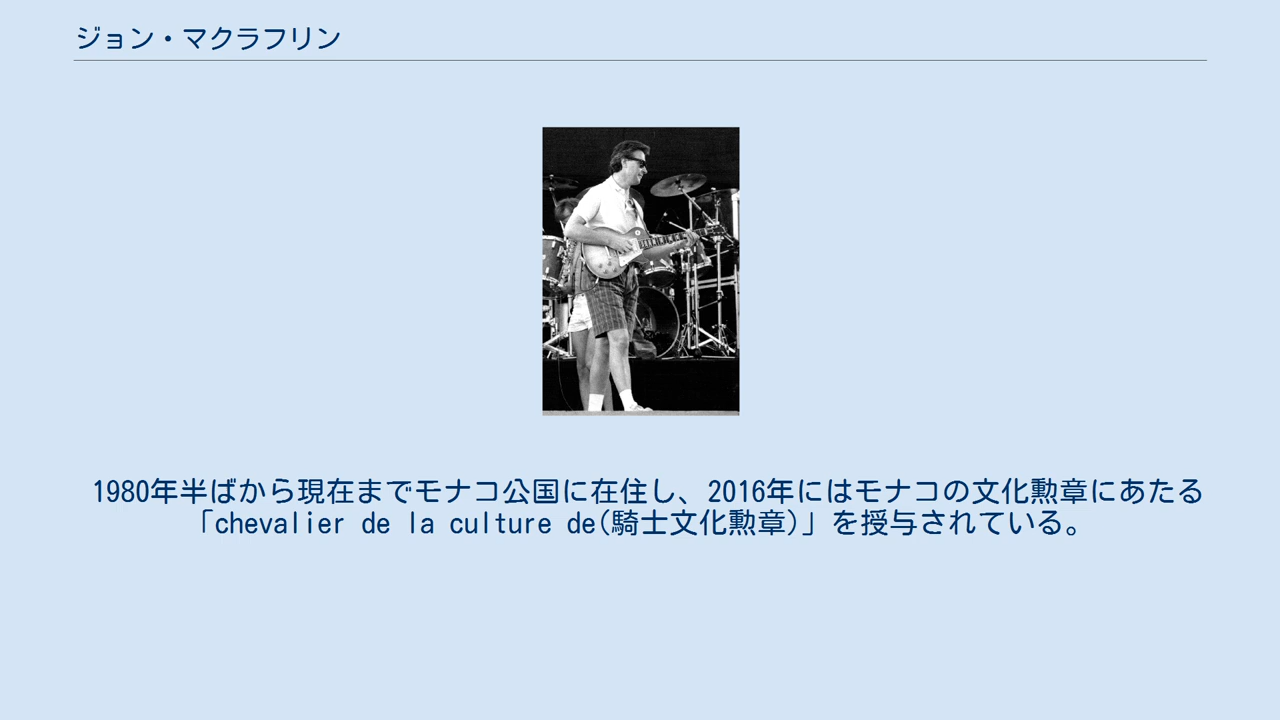 ジョン・マクラフリン
1980年半ばから現在までモナコ公国に在住し、2016年にはモナコの文化勲章にあたる
「chevalier de la culture de(騎士文化勲章)」を授与されている。